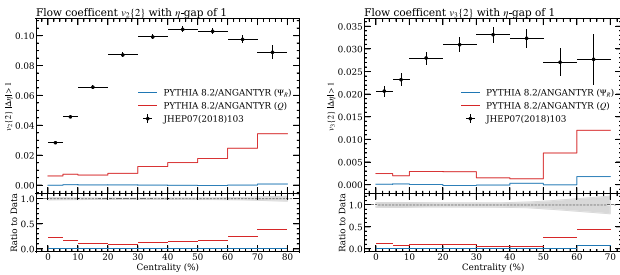 Flow coefficent v₂{2} with η-gap of 1
v₂{2} |Δη|> 1
0.10
0.08
0.06
0.04
0.02
0.00
PYTHIA 8.2/ANGANTYR (Ψ_R)
PYTHIA 8.2/ANGANTYR (Q)
JHEP07(2018)103
Ratio to Data
1.0
0.5
0.0
0 10 20 30 40 50 60 70 80
Centrality (%)
Flow coefficent v₃{2} with η-gap of 1
v₃{2} |Δη|> 1
0.035
0.030
0.025
0.020
0.015
0.010
0.005
0.000
PYTHIA 8.2/ANGANTYR (Ψ_R)
PYTHIA 8.2/ANGANTYR (Q)
JHEP07(2018)103
Ratio to Data
1.0
0.5
0.0
0 10 20 30 40 50 60 70
Centrality (%)